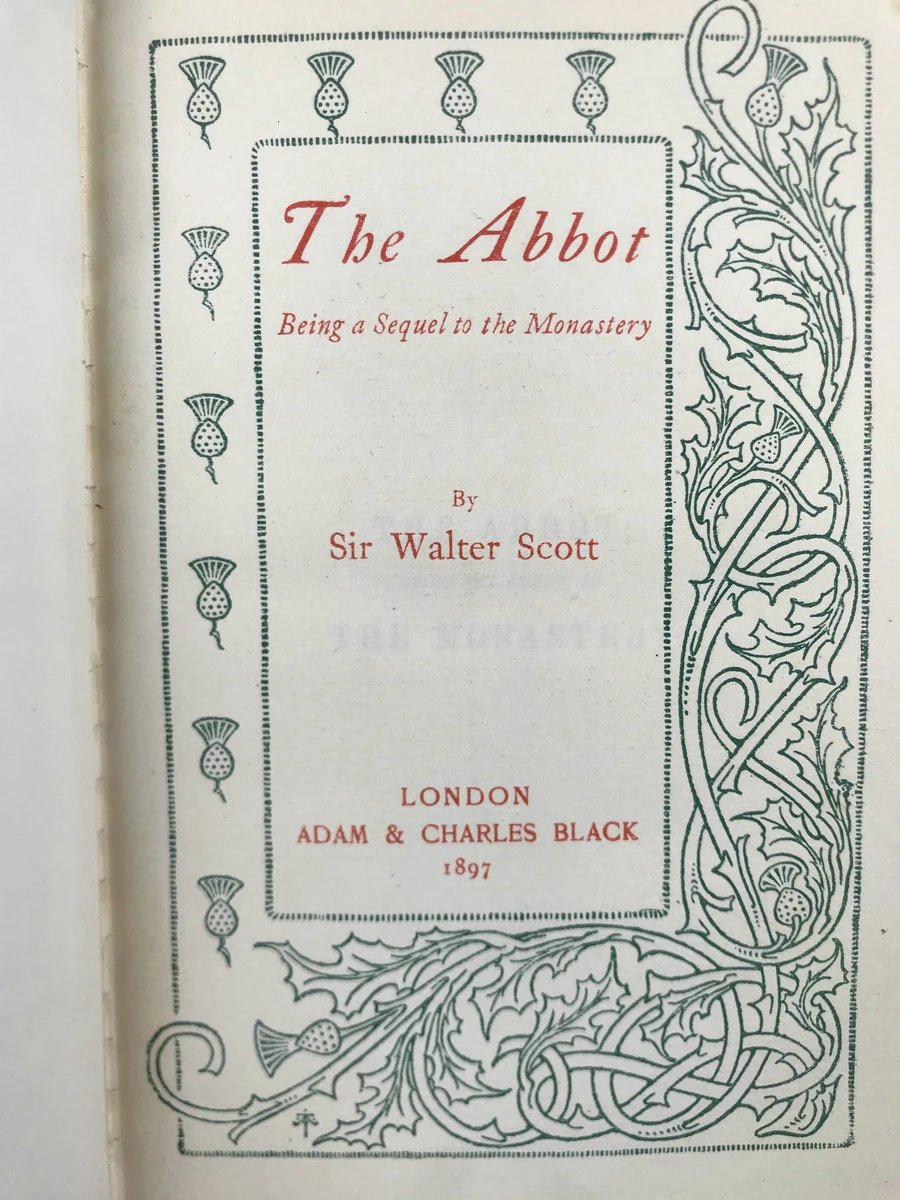 The Abbot
Being a Sequel to the Monastery
By
Sir Walter Scott
LONDON
ADAM & CHARLES BLACK
1897